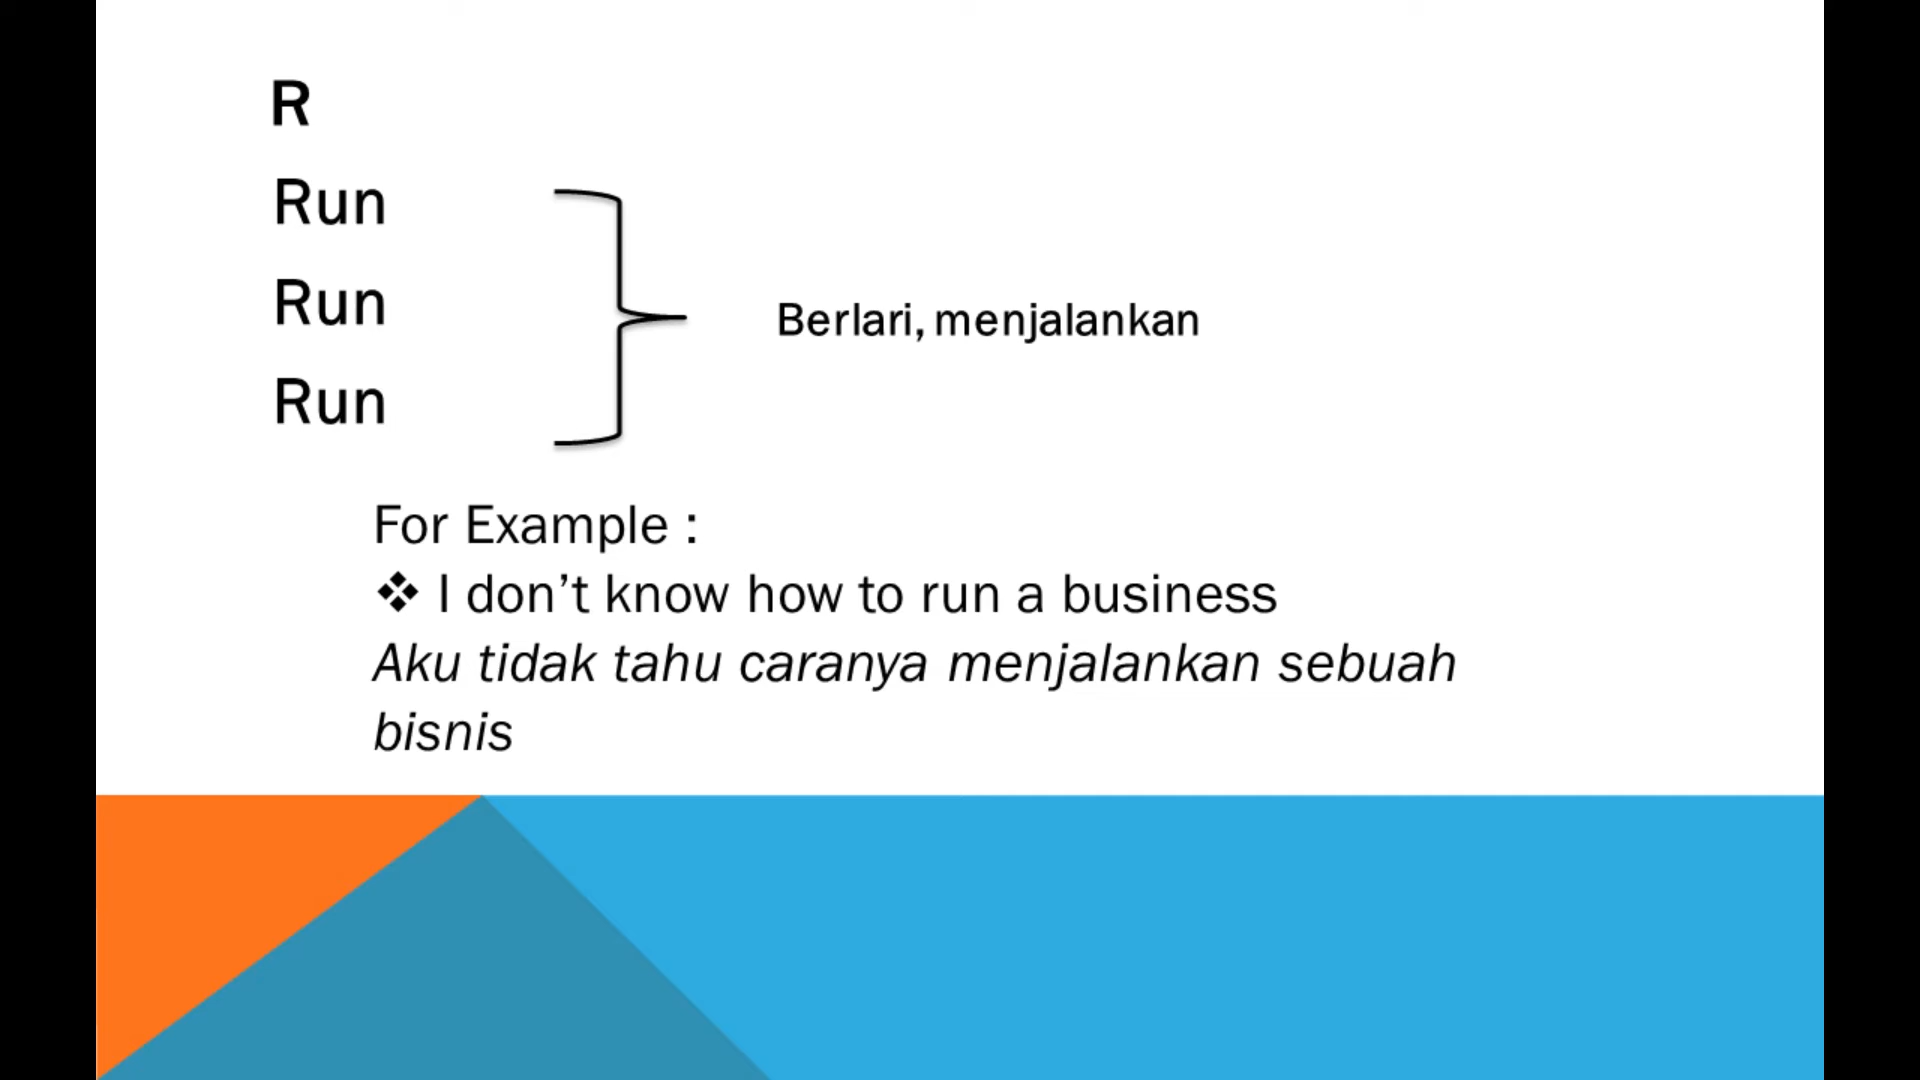 R
Run
Run
Run
Berlari, menjalankan
For Example :
❖ I don’t know how to run a business
Aku tidak tahu caranya menjalankan sebuah
bisnis